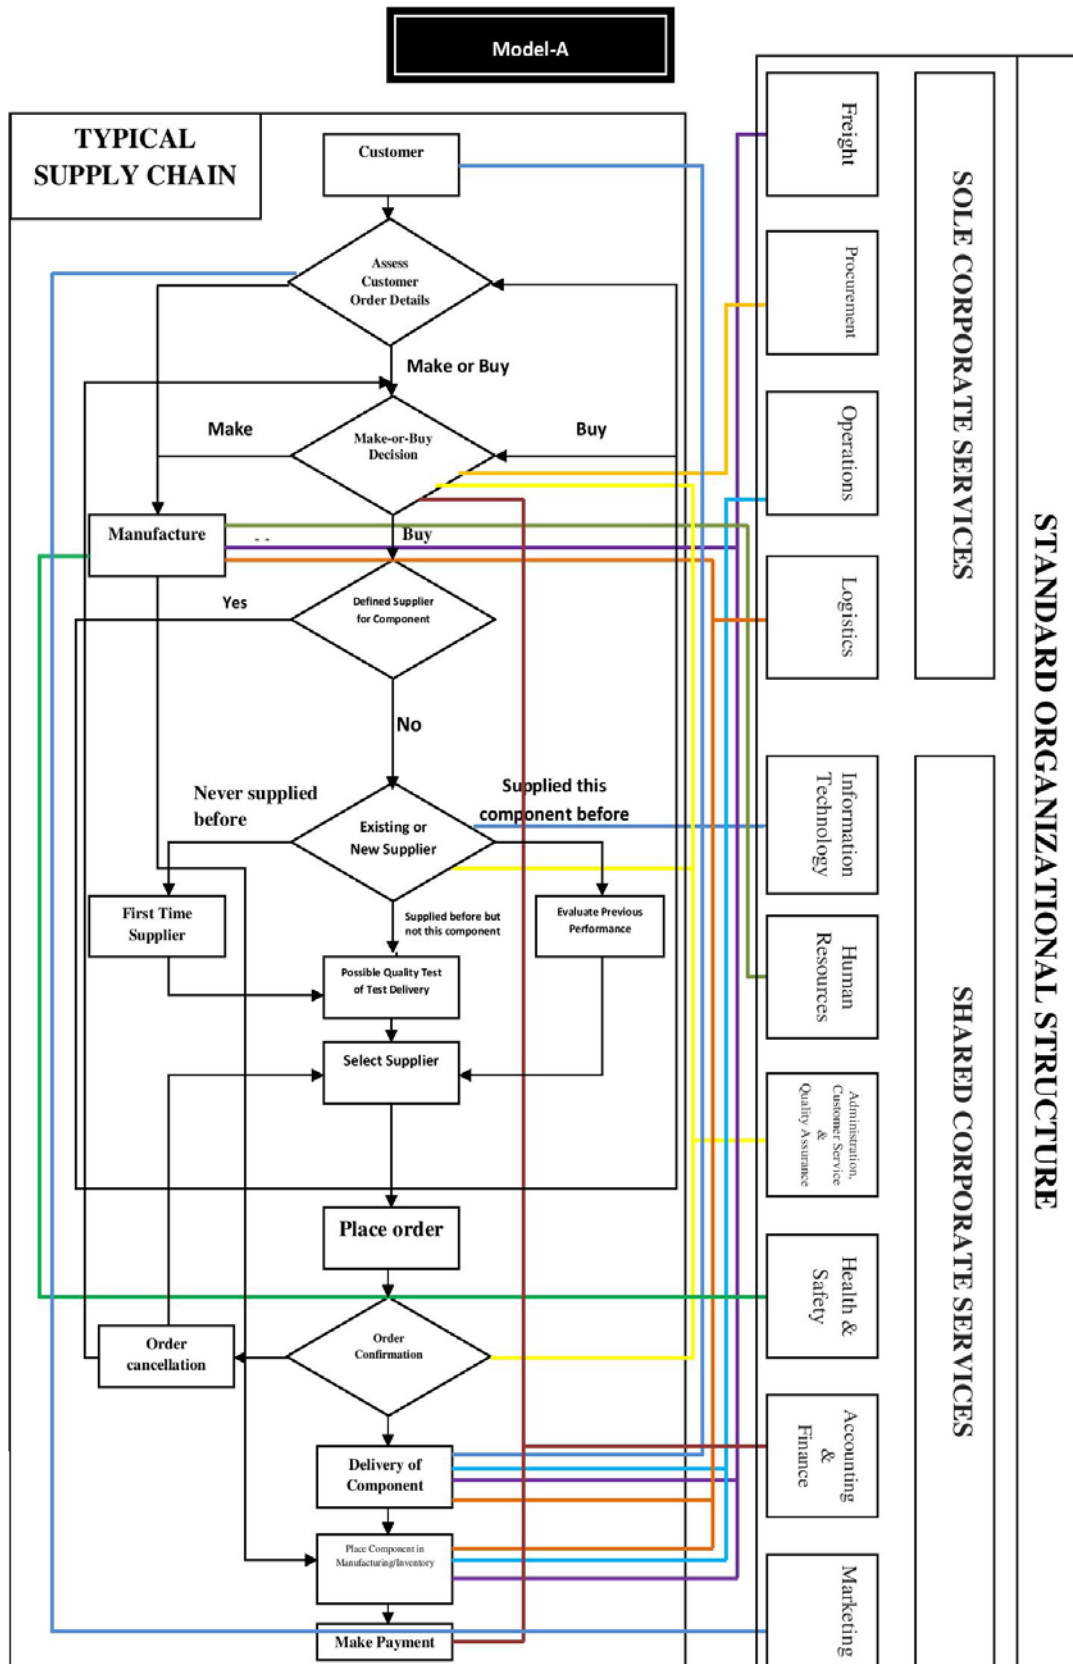 Model-A
TYPICAL
SUPPLY CHAIN
Customer
Assess
Customer
Order Details
Make or Buy
Make
Make-or-Buy
Decision
Buy
Manufacture
- -
Buy
Yes
Defined Supplier
for Component
No
Never supplied
before
Supplied this
component before
Existing or
New Supplier
First Time
Supplier
Supplied before but
not this component
Evaluate Previous
Performance
Possible Quality Test
of Test Delivery
Select Supplier
Place order
Order
Confirmation
Order
cancellation
Delivery of
Component
Place Component in
Manufacturing/Inventory
Make Payment
Freight
Procurement
Operations
Logistics
Information
Technology
Human
Resources
Administration,
Customer Service
&
Quality Assurance
Health &
Safety
Accounting
&
Finance
Marketing
SOLE CORPORATE SERVICES
SHARED CORPORATE SERVICES
STANDARD ORGANIZATIONAL STRUCTURE